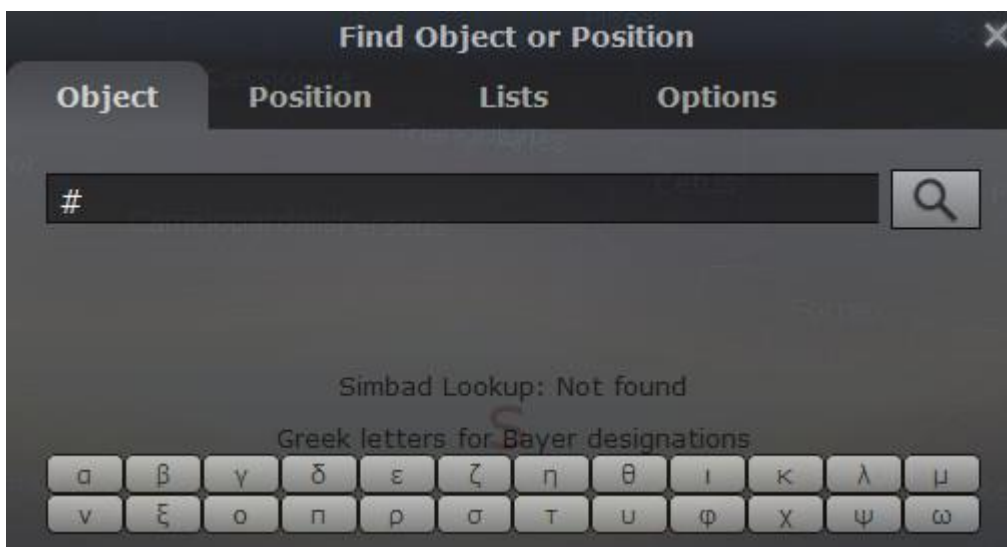 Find Object or Position
Object Position Lists Options
#
Simbad Lookup: Not found
S
Greek letters for Bayer designations
α β γ δ ε ζ η θ ι κ λ μ
ν ξ ο π ρ σ τ υ φ χ ψ ω